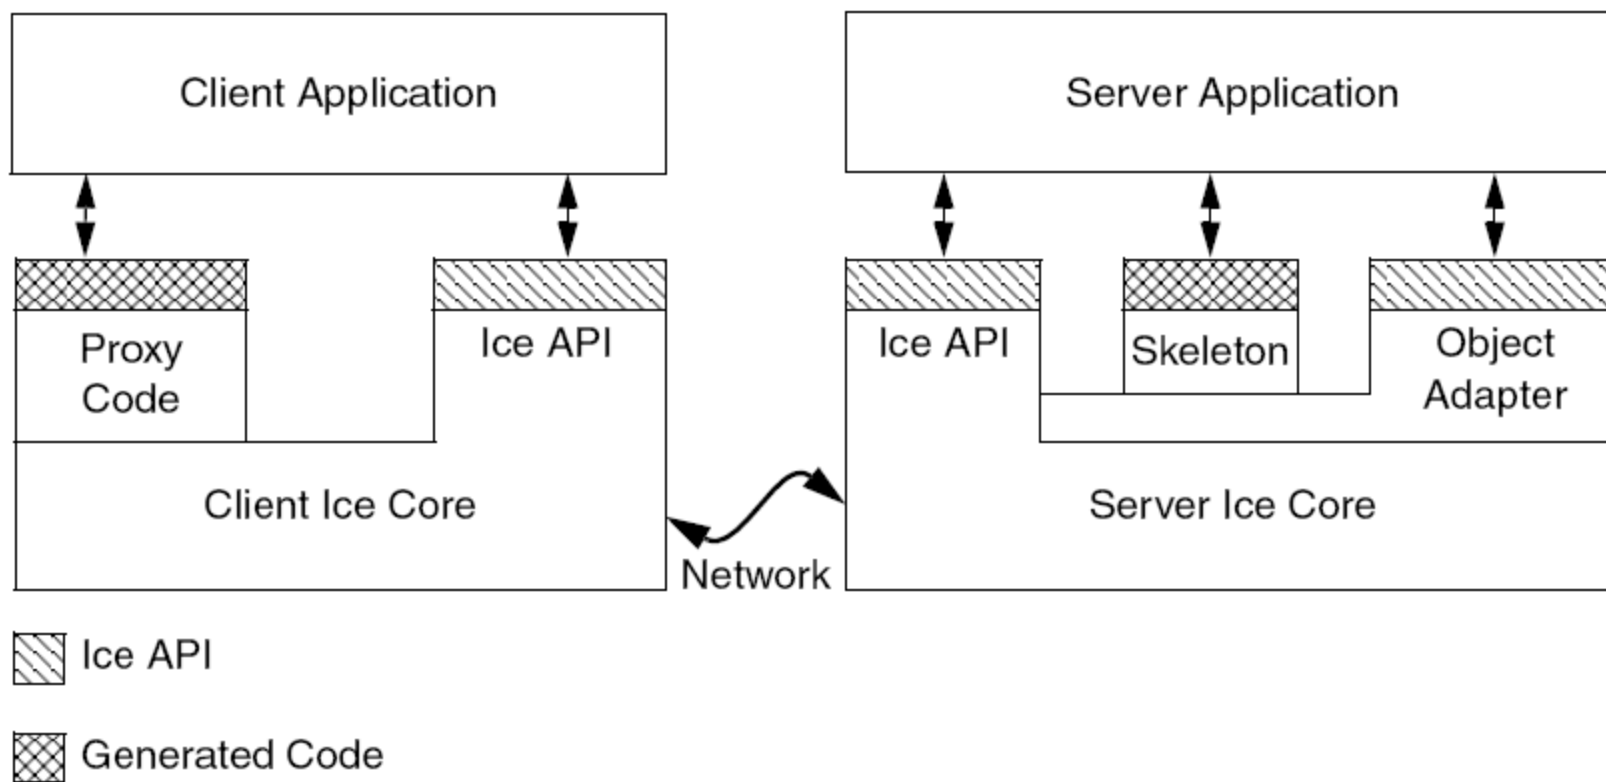 Client Application
Server Application
Proxy
Code
Ice API
Ice API
Skeleton
Object
Adapter
Client Ice Core
Server Ice Core
Network
Ice API
Generated Code